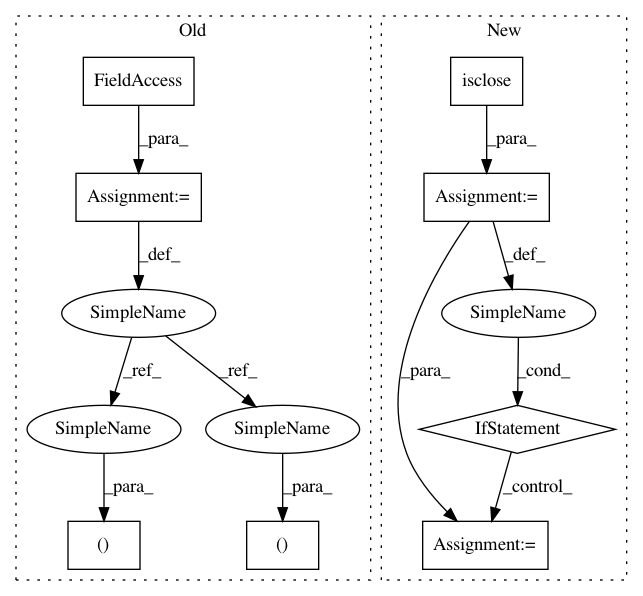 Old
New
FieldAccess
isclose
_para_
_para_
Assignment:=
Assignment:=
_def_
_def_
SimpleName
SimpleName
_ref_
_ref_
_para_
_cond_
SimpleName
SimpleName
IfStatement
_para_
_para_
_control_
()
()
Assignment:=